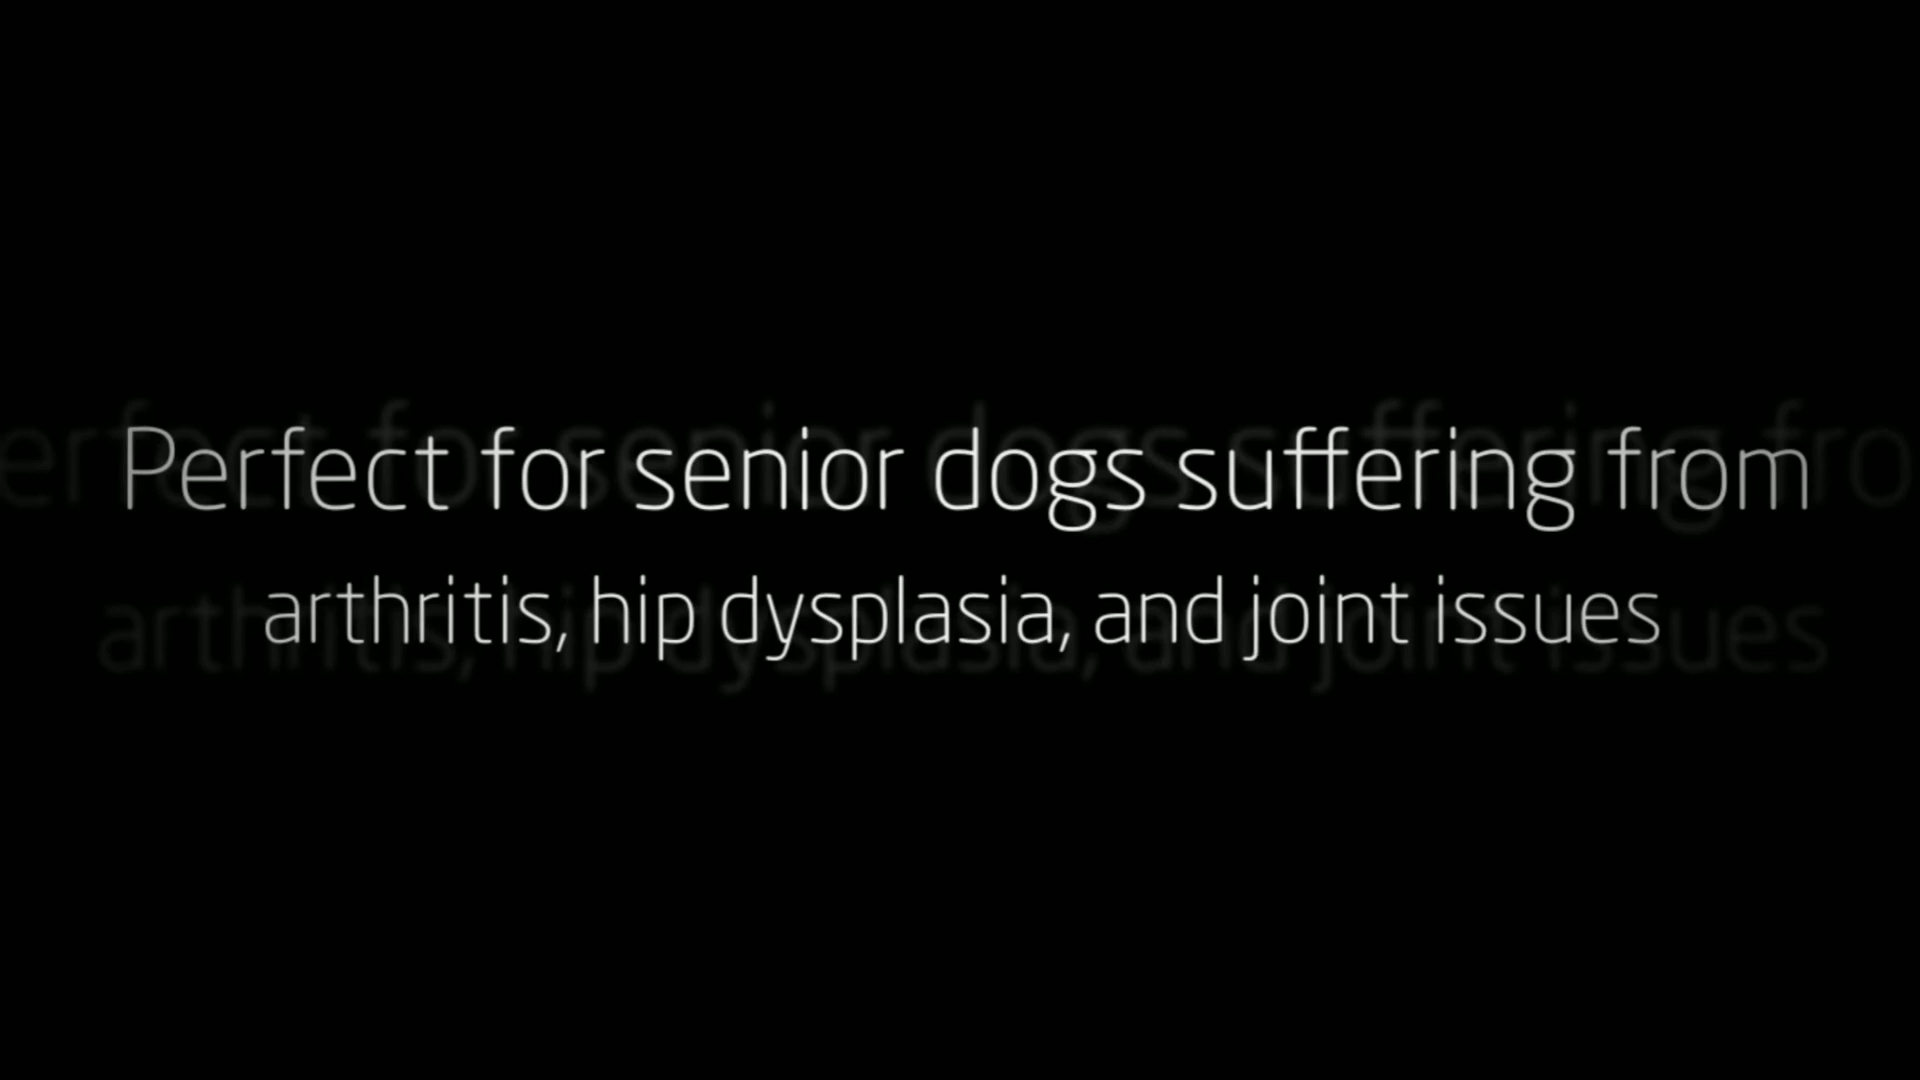 Perfect for senior dogs suffering from
arthritis, hip dysplasia, and joint issues